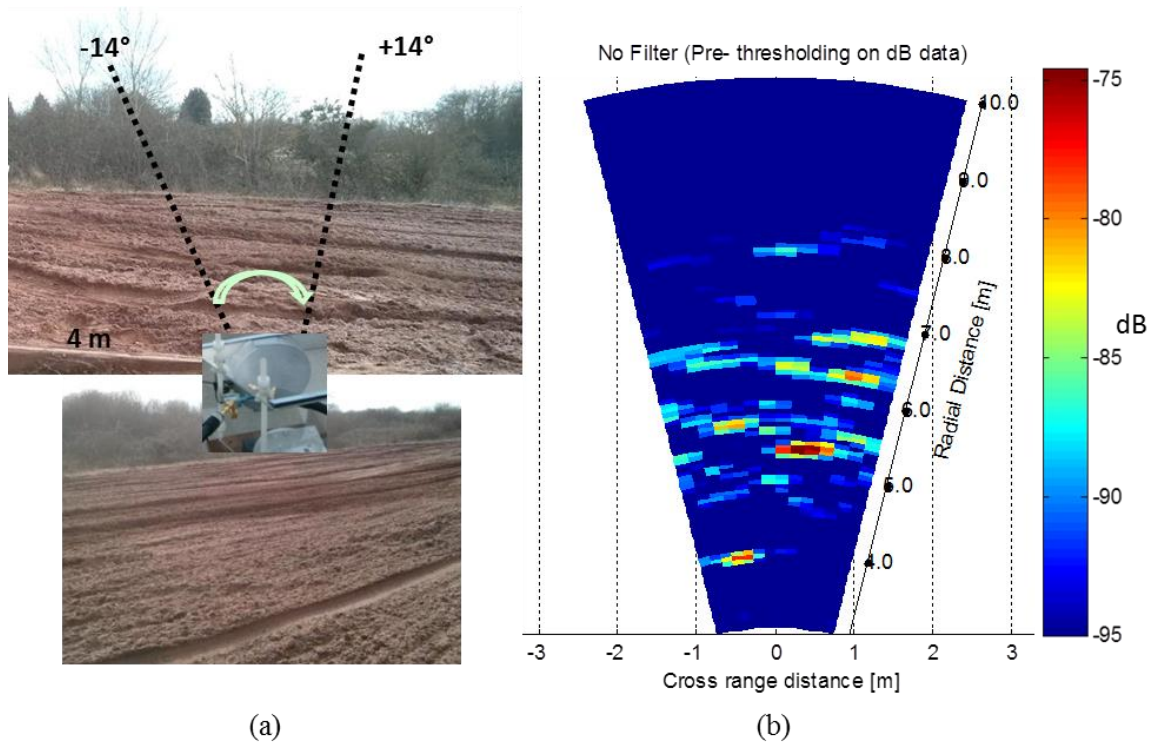 -14°
+14°
4 m
No Filter (Pre- thresholding on dB data)
10.0
9.0
8.0
7.0
6.0
5.0
4.0
Radial Distance [m]
-3 -2 -1 0 1 2 3
Cross range distance [m]
-75
-80
-85
-90
-95
dB
(a)
(b)